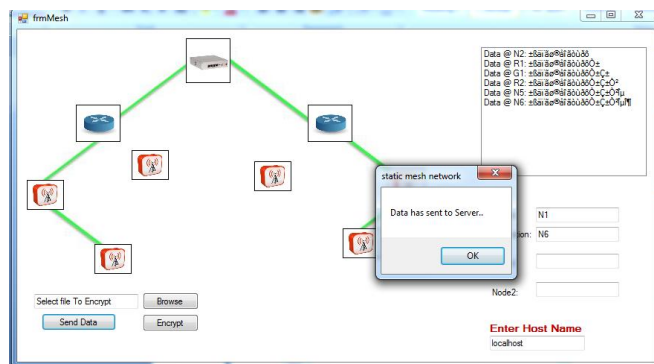 frmMesh
Data @ N2:
Data @ R1:
Data @ G1:
Data @ R2:
Data @ N5:
Data @ N6:
static mesh network
Data has sent to Server..
OK
N1
N6
Node2:
Select file To Encrypt
Browse
Send Data
Encrypt
Enter Host Name
localhost